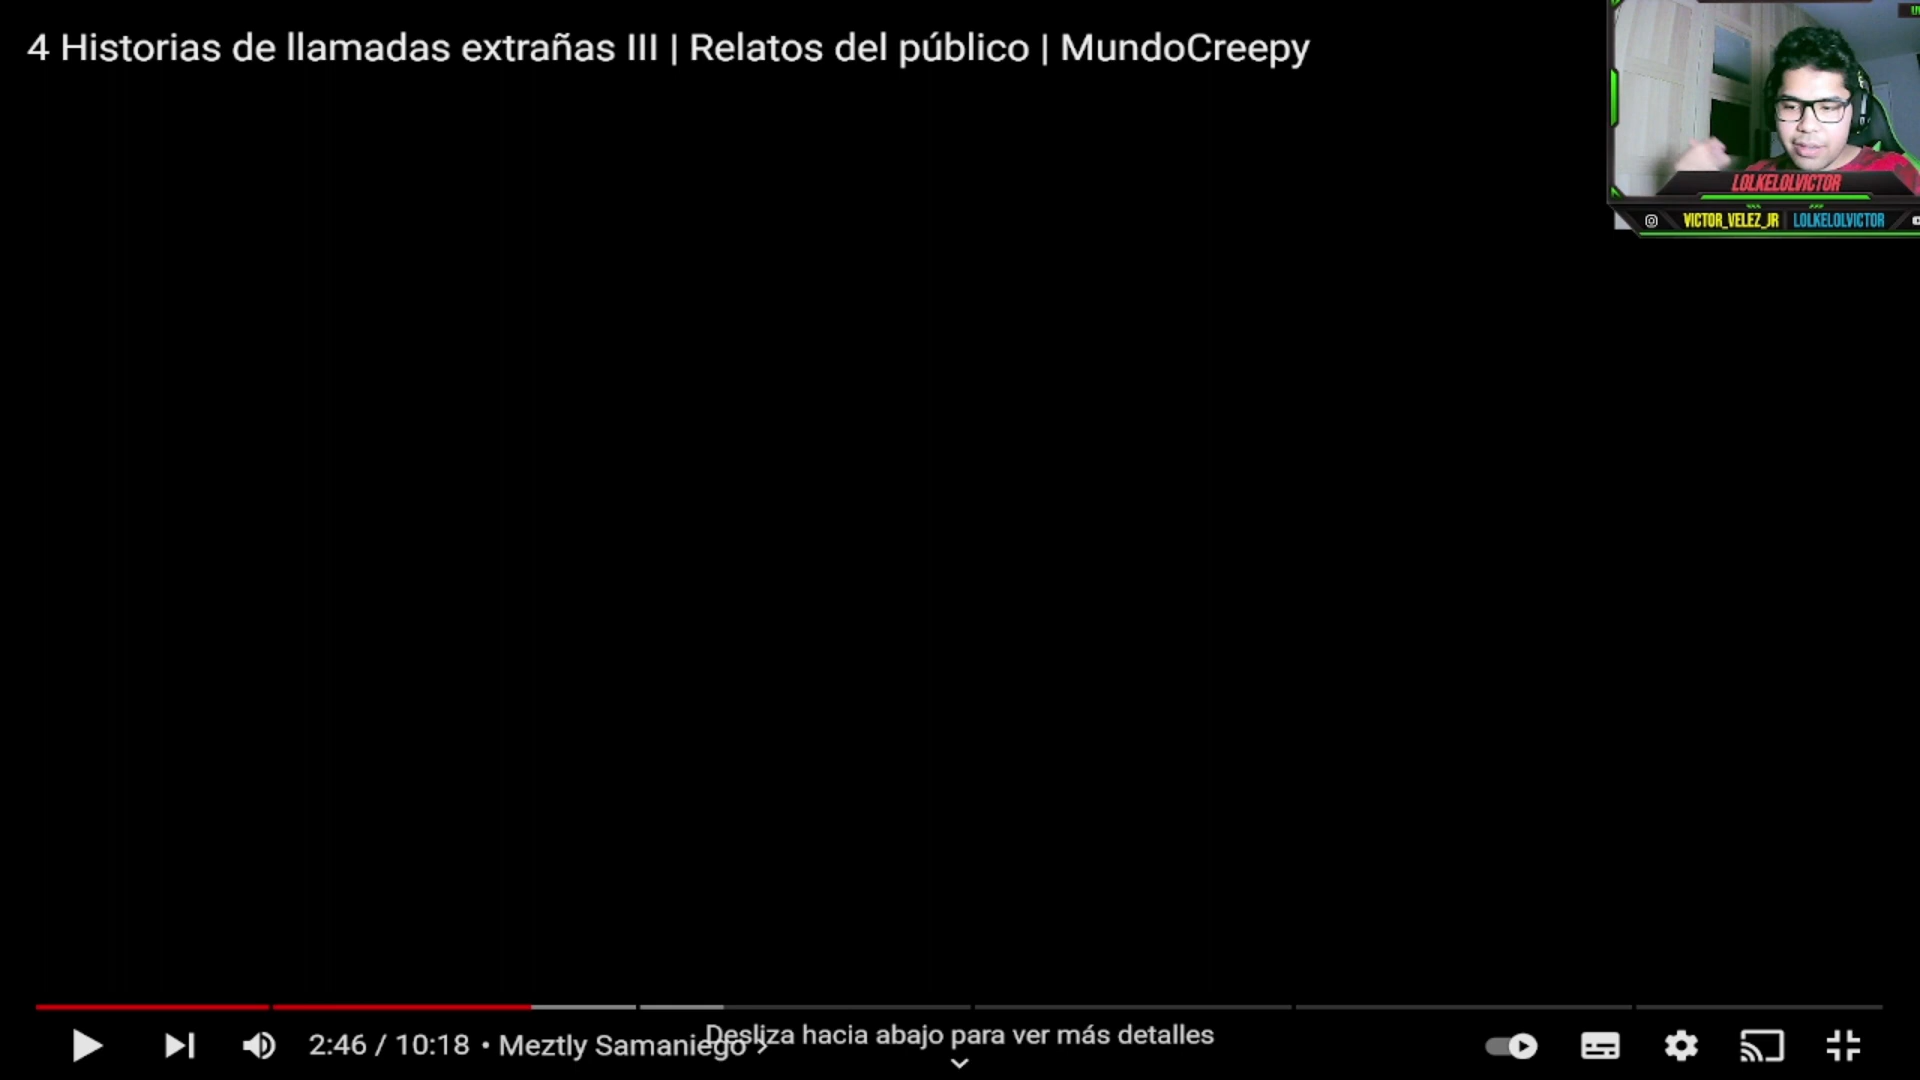 4 Historias de llamadas extrañas III | Relatos del público | MundoCreepy
LOLKELOLVICTOR
VICTOR_VELEZ_JR LOLKELOLVICTOR
2:46 / 10:18 • Meztly Samaniego >
Desliza hacia abajo para ver más detalles